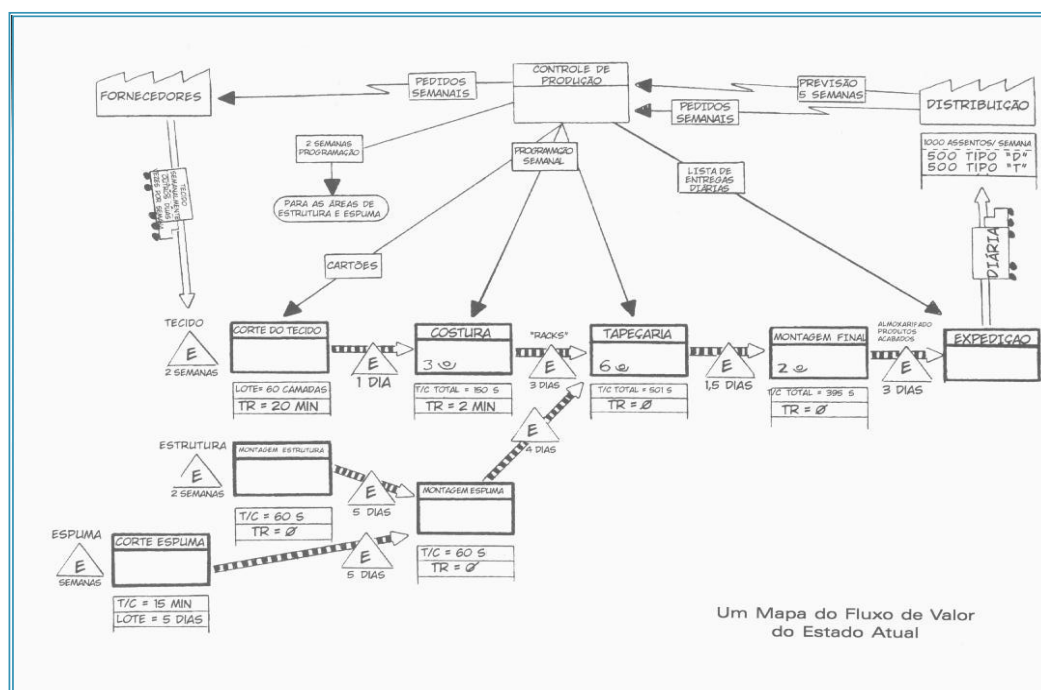 FORNECEDORES
PEDIDOS
SEMANAIS
CONTROLE DE
PRODUÇÃO
PREVISÃO
5 SEMANAS
PEDIDOS
SEMANAIS
DISTRIBUIÇÃO
1000 ASSENTOS/SEMANA
500 TIPO "D"
500 TIPO "T"
2 SEMANAS
PROGRAMAÇÃO
PARA AS ÁREAS DE
ESTRUTURA E ESPUMA
PROGRAMAÇÃO
SEMANAL
LISTA DE
ENTREGAS
DIÁRIAS
CARTÕES
TECIDO
SEMANALMENTE
DUAS
VEZES POR SEMANA
DIÁRIA
TECIDO
E
2 SEMANAS
CORTE DO TECIDO
LOTE= 60 CAMADAS
TR = 20 MIN
E
1 DIA
COSTURA
3
T/C TOTAL = 150 S
TR = 2 MIN
"RACKS"
E
3 DIAS
TAPEÇARIA
6
T/C TOTAL = 501 S
TR = Ø
E
1,5 DIAS
MONTAGEM FINAL
2
T/C TOTAL = 395 S
TR = Ø
ALMOXARIFADO
PRODUTOS
ACABADOS
E
3 DIAS
EXPEDIÇAO
ESTRUTURA
E
2 SEMANAS
MONTAGEM ESTRUTURA
T/C = 60 S
TR = Ø
E
5 DIAS
MONTAGEM ESPUMA
T/C = 60 S
TR = Ø
E
4 DIAS
ESPUMA
E
SEMANAS
CORTE ESPUMA
T/C = 15 MIN
LOTE = 5 DIAS
E
5 DIAS
Um Mapa do Fluxo de Valor
do Estado Atual